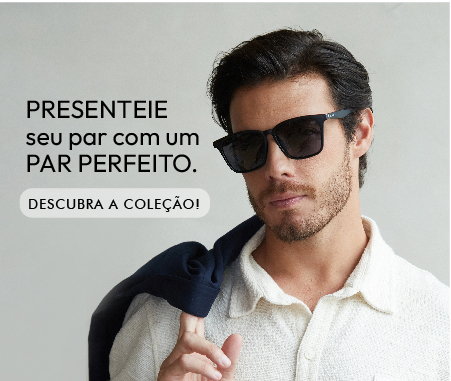 PRESENTEIE
seu par com um
PAR PERFEITO.
DESCUBRA A COLEÇÃO!